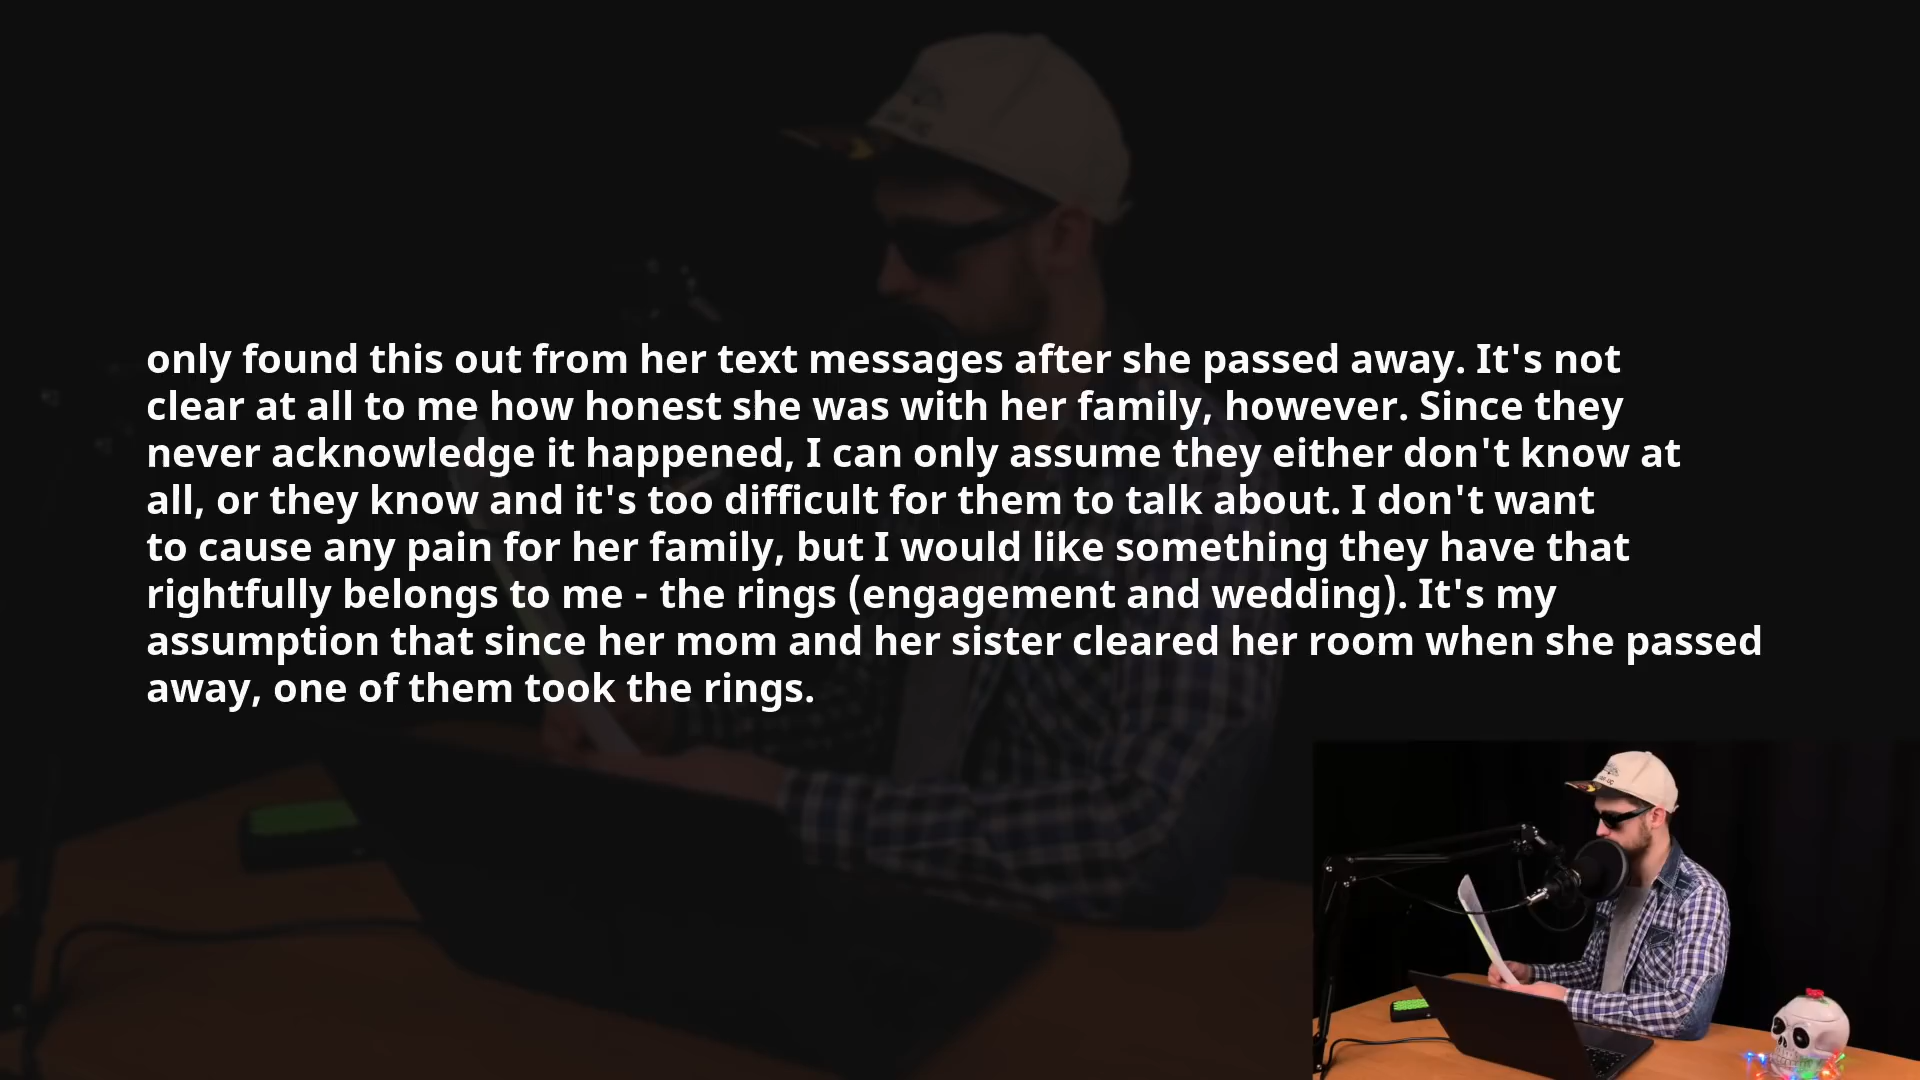 only found this out from her text messages after she passed away. It's not
clear at all to me how honest she was with her family, however. Since they
never acknowledge it happened, I can only assume they either don't know at
all, or they know and it's too difficult for them to talk about. I don't want
to cause any pain for her family, but I would like something they have that
rightfully belongs to me - the rings (engagement and wedding). It's my
assumption that since her mom and her sister cleared her room when she passed
away, one of them took the rings.